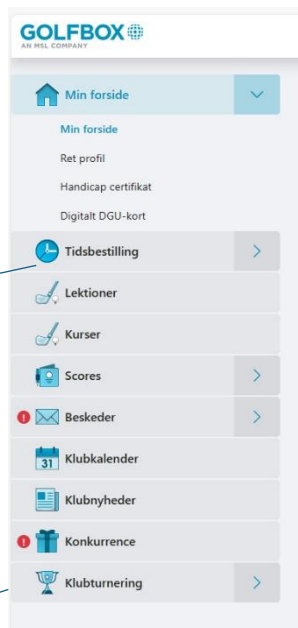 GOLFBOX
AN MSL COMPANY
Min forside
Min forside
Ret profil
Handicap certifikat
Digitalt DGU-kort
Tidsbestilling
Lektioner
Kurser
Scores
Beskeder
31 Klubkalender
Klubnyheder
Konkurrence
Klubturnering